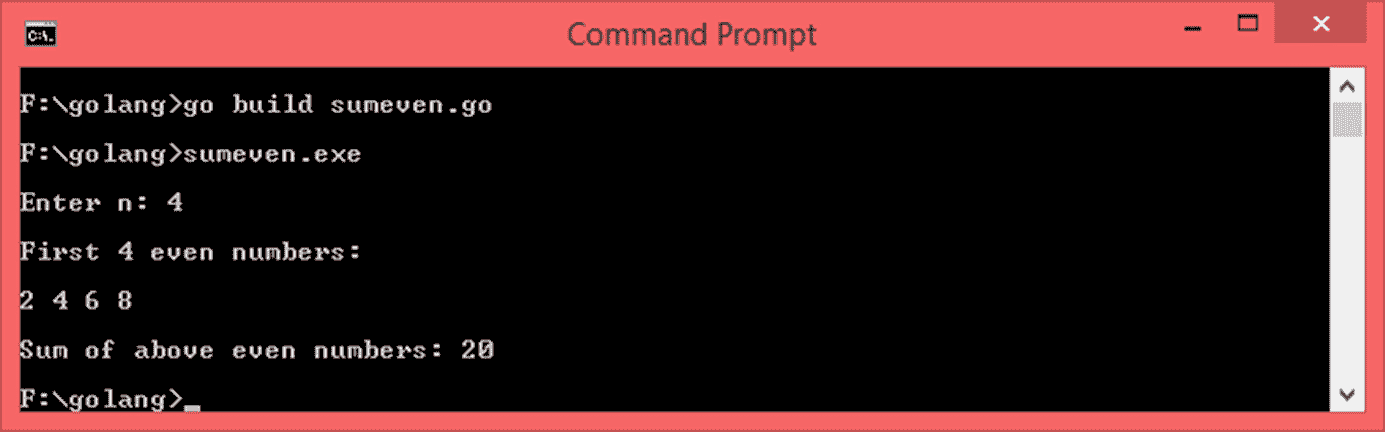 C:\.
Command Prompt
F:\golang>go build sumeven.go
F:\golang>sumeven.exe
Enter n: 4
First 4 even numbers:
2 4 6 8
Sum of above even numbers: 20
F:\golang>_